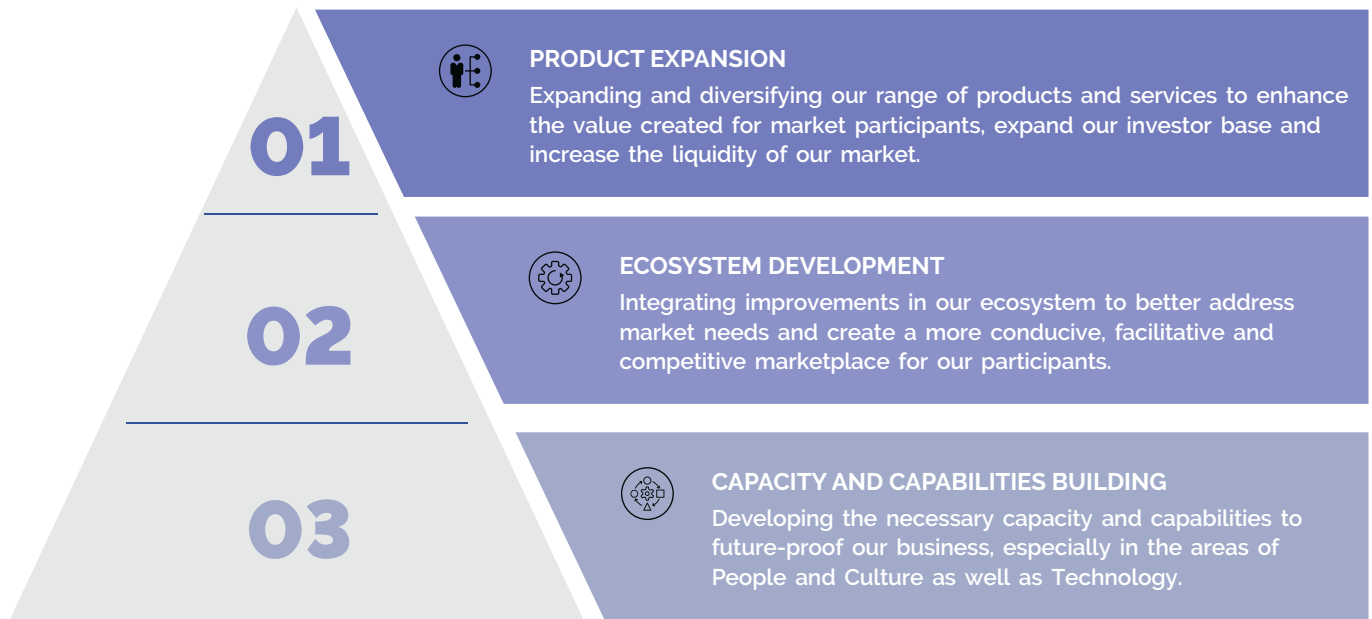 01
PRODUCT EXPANSION
Expanding and diversifying our range of products and services to enhance
the value created for market participants, expand our investor base and
increase the liquidity of our market.
02
ECOSYSTEM DEVELOPMENT
Integrating improvements in our ecosystem to better address
market needs and create a more conducive, facilitative and
competitive marketplace for our participants.
03
CAPACITY AND CAPABILITIES BUILDING
Developing the necessary capacity and capabilities to
future-proof our business, especially in the areas of
People and Culture as well as Technology.